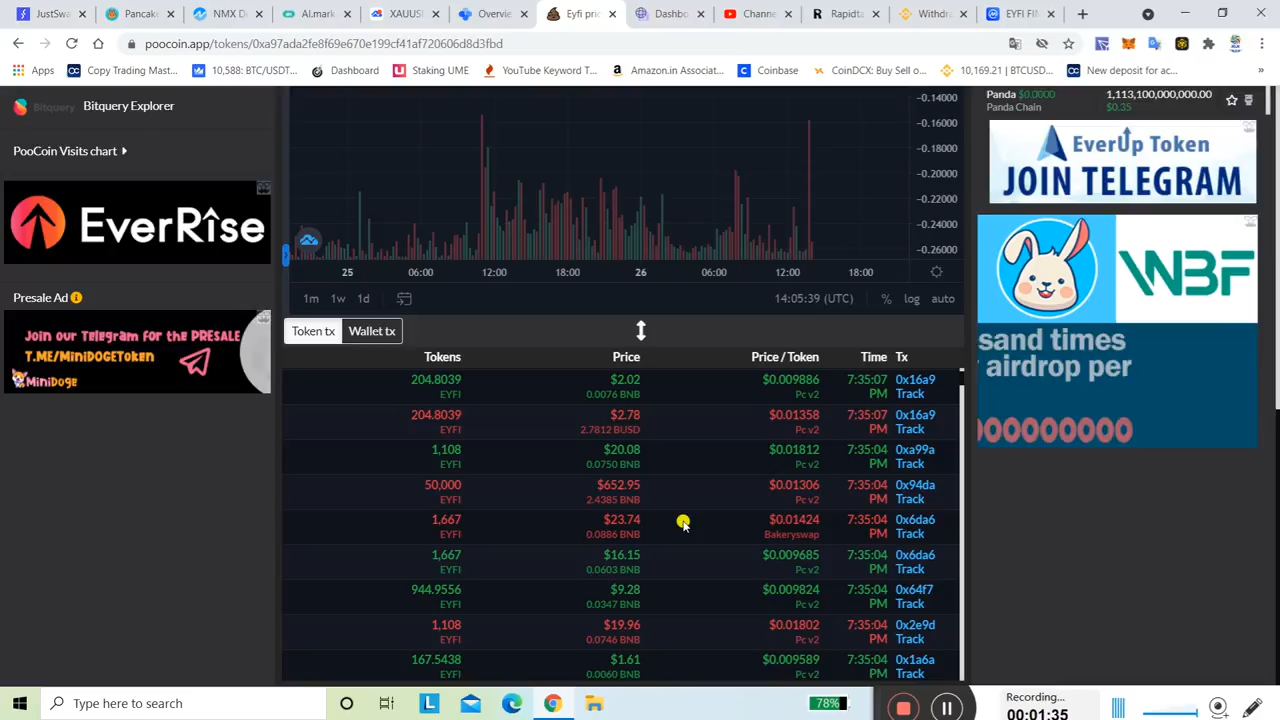 JustSwa
Pancake
NMX D
AI.mark
XAUUSI
Overvie
Eyfi pric
Dashbo
Channe
Rapidta
Withdra
EYFI FIN
poocoin.app/tokens/0xa97ada2fe8f69e670e199cf41af720606d8d3fbd
Apps
Copy Trading Mast...
10,588: BTC/USDT...
Dashboard
Staking UME
YouTube Keyword T...
Amazon.in Associat...
Coinbase
CoinDCX: Buy Sell o...
10,169.21 | BTCUSD...
New deposit for ac...
»
Bitquery Bitquery Explorer
PooCoin Visits chart
EverRise
Presale Ad
Join our Telegram for the PRESALE
T.ME/MiniDOGEToken
MiniDoge
-0.14000
-0.16000
-0.18000
-0.20000
-0.22000
-0.24000
-0.26000
25 06:00 12:00 18:00 26 06:00 12:00 18:00
1m 1w 1d 14:05:39 (UTC) % log auto
Token tx Wallet tx
Tokens Price Price / Token Time Tx
204.8039 $2.02 $0.009886 7:35:07 0x16a9
EYFI 0.0076 BNB Pc v2 PM Track
204.8039 $2.78 $0.01358 7:35:07 0x16a9
EYFI 2.7812 BUSD Pc v2 PM Track
1,108 $20.08 $0.01812 7:35:04 0xa99a
EYFI 0.0750 BNB Pc v2 PM Track
50,000 $652.95 $0.01306 7:35:04 0x94da
EYFI 2.4385 BNB Pc v2 PM Track
1,667 $23.74 $0.01424 7:35:04 0x6da6
EYFI 0.0886 BNB Bakeryswap PM Track
1,667 $16.15 $0.009685 7:35:04 0x6da6
EYFI 0.0603 BNB Pc v2 PM Track
944.9556 $9.28 $0.009824 7:35:04 0x64f7
EYFI 0.0347 BNB Pc v2 PM Track
1,108 $19.96 $0.01802 7:35:04 0x2e9d
EYFI 0.0746 BNB Pc v2 PM Track
167.5438 $1.61 $0.009589 7:35:04 0x1a6a
EYFI 0.0060 BNB Pc v2 PM Track
Panda $0.0000 1,113,100,000,000.00
Panda Chain $0.35
EverUp Token
JOIN TELEGRAM
WBF
sand times
airdrop per
000000000
Type here to search
L
78%
Recording...
00:01:35